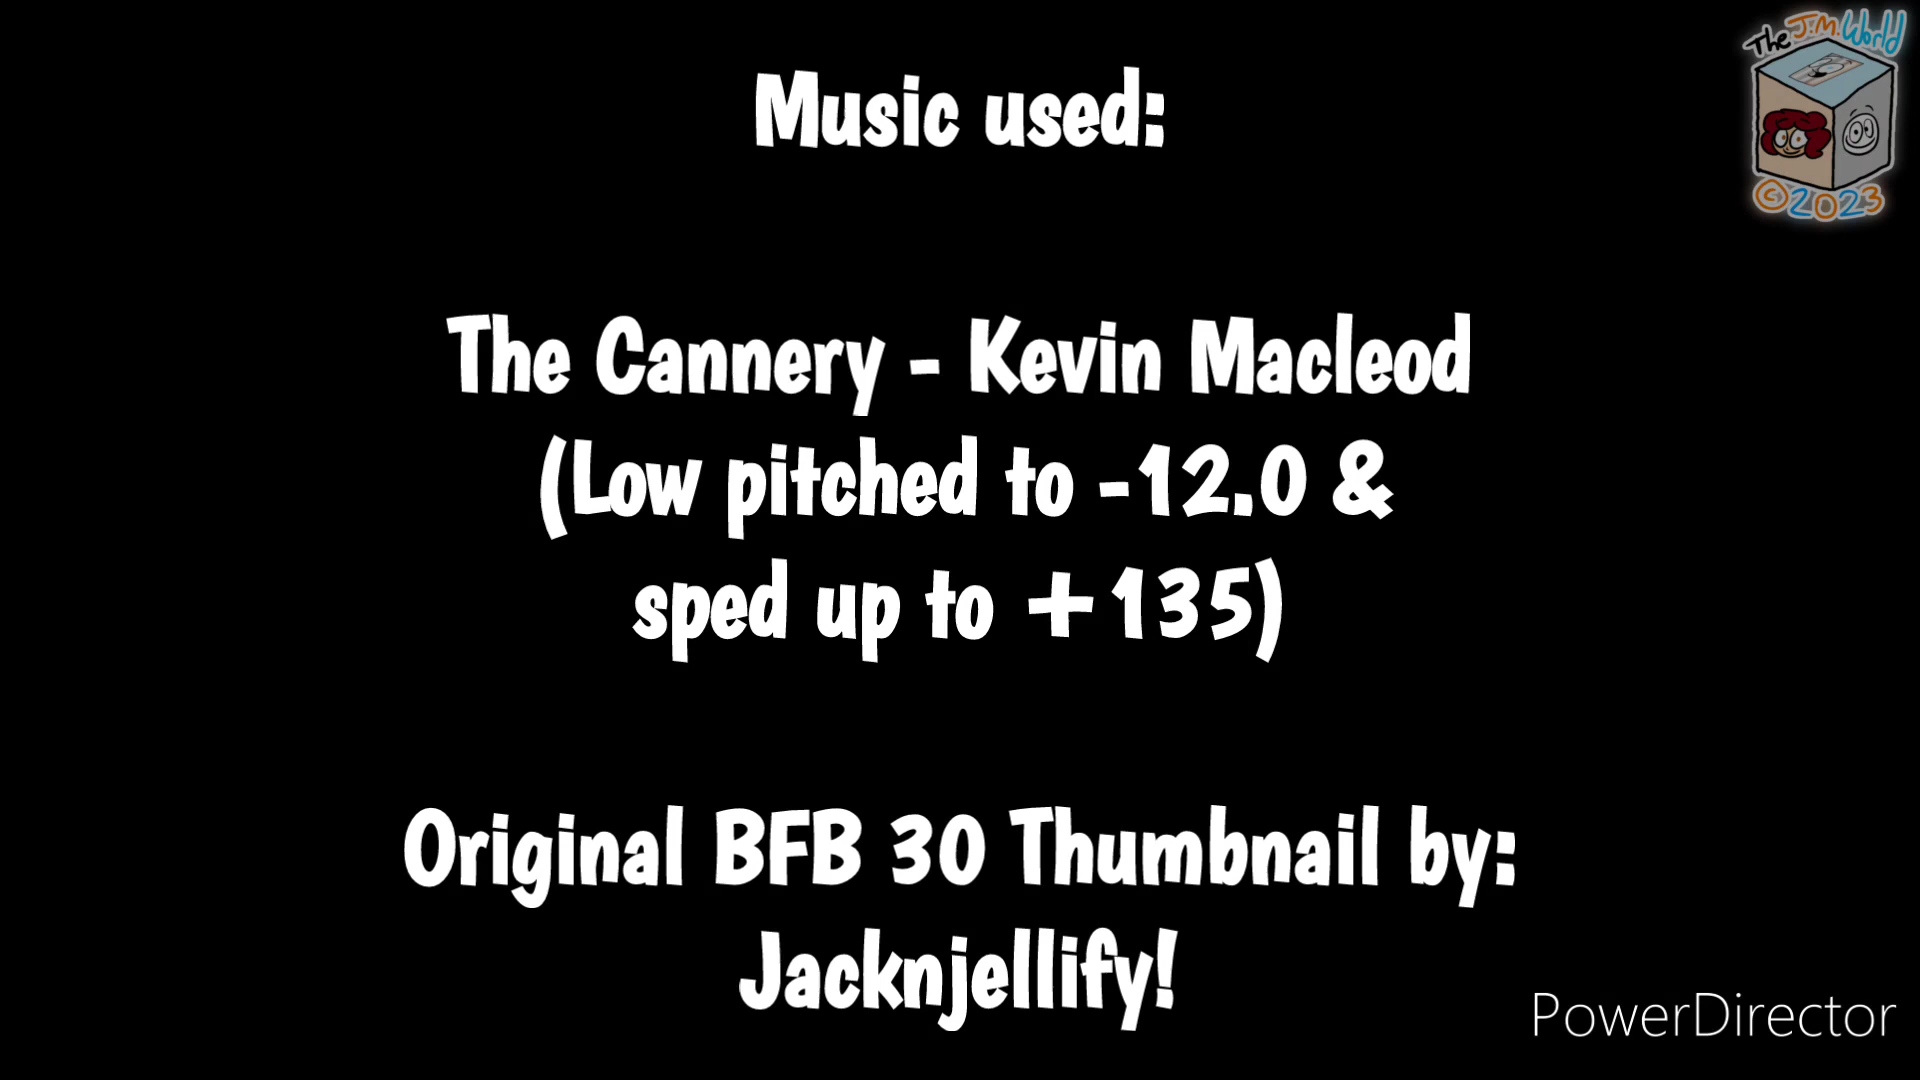 The J.M. World
©2023
Music used:
The Cannery - Kevin Macleod
(Low pitched to -12.0 &
sped up to +135)
Original BFB 30 Thumbnail by:
Jacknjellify!
PowerDirector